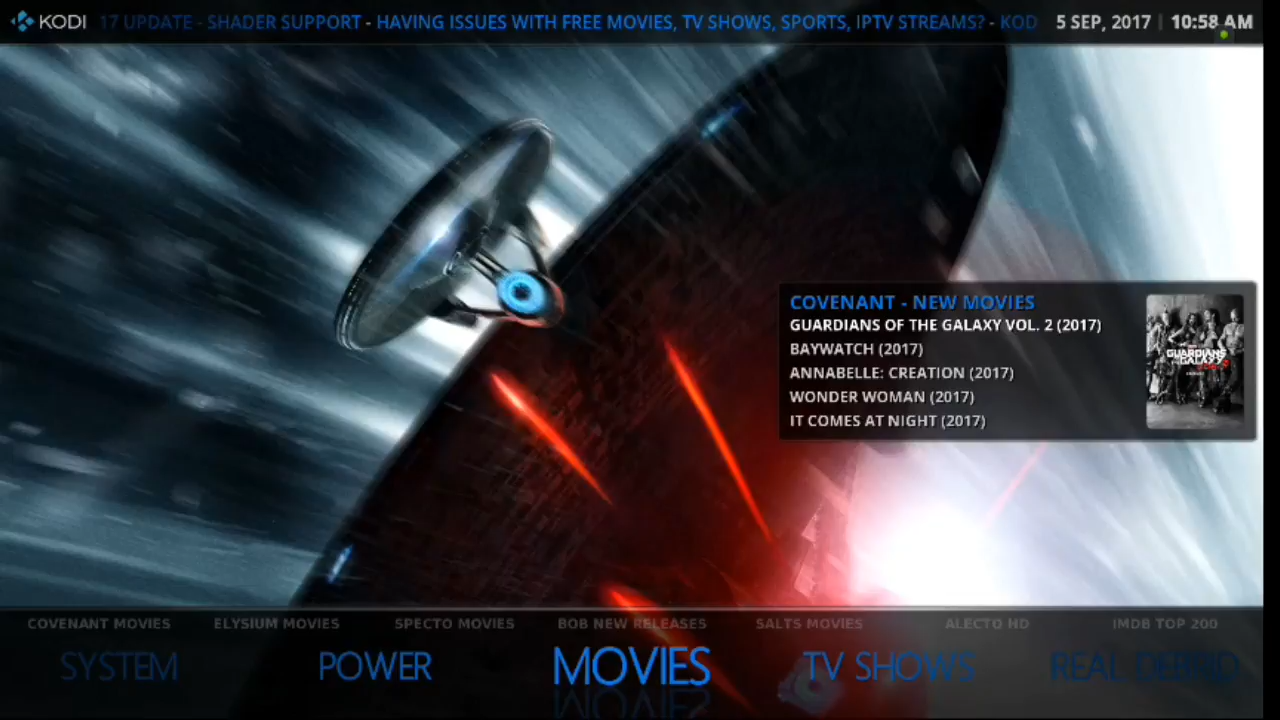 KODI 17 UPDATE - SHADER SUPPORT - HAVING ISSUES WITH FREE MOVIES, TV SHOWS, SPORTS, IPTV STREAMS? - KOD 5 SEP, 2017 | 10:58 AM
COVENANT - NEW MOVIES
GUARDIANS OF THE GALAXY VOL. 2 (2017)
BAYWATCH (2017)
ANNABELLE: CREATION (2017)
WONDER WOMAN (2017)
IT COMES AT NIGHT (2017)
GUARDIANS
GALAXY
COVENANT MOVIES ELYSIUM MOVIES SPECTO MOVIES BOB NEW RELEASES SALTS MOVIES ALECTO HD IMDB TOP 200
SYSTEM POWER MOVIES TV SHOWS REAL DEBRID